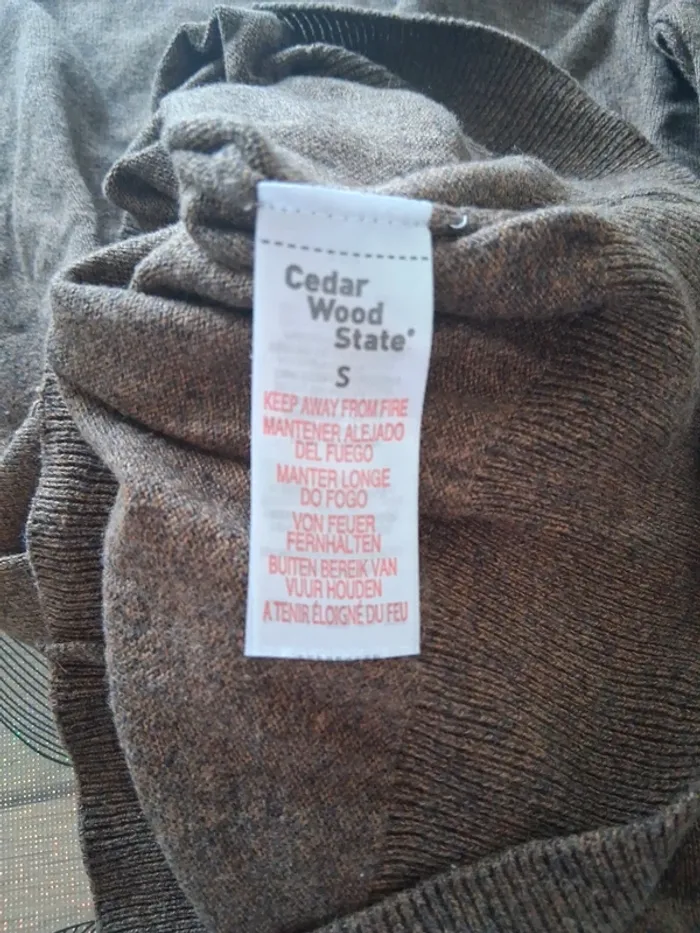 Cedar
Wood
State®
S
KEEP AWAY FROM FIRE
MANTENER ALEJADO
DEL FUEGO
MANTER LONGE
DO FOGO
VON FEUER
FERNHALTEN
BUITEN BEREIK VAN
VUUR HOUDEN
A TENIR ÉLOIGNÉ DU FEU